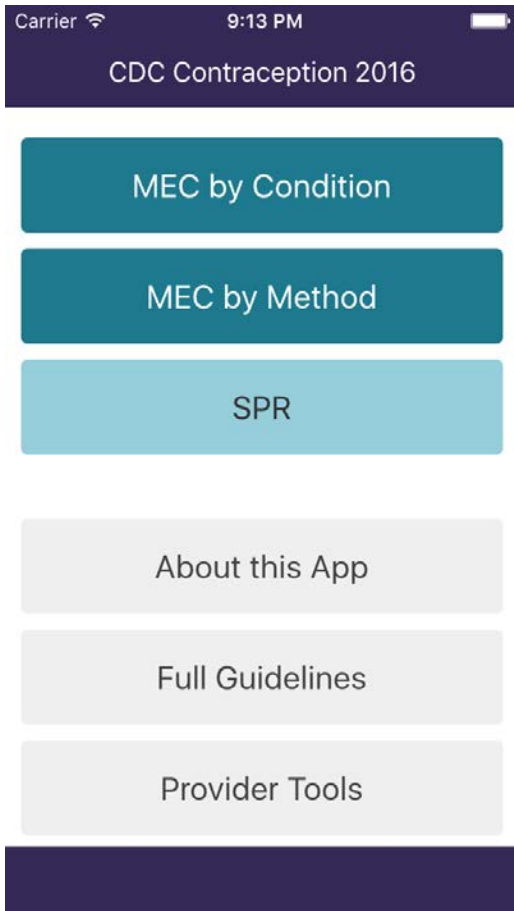 Carrier 9:13 PM
CDC Contraception 2016
MEC by Condition
MEC by Method
SPR
About this App
Full Guidelines
Provider Tools